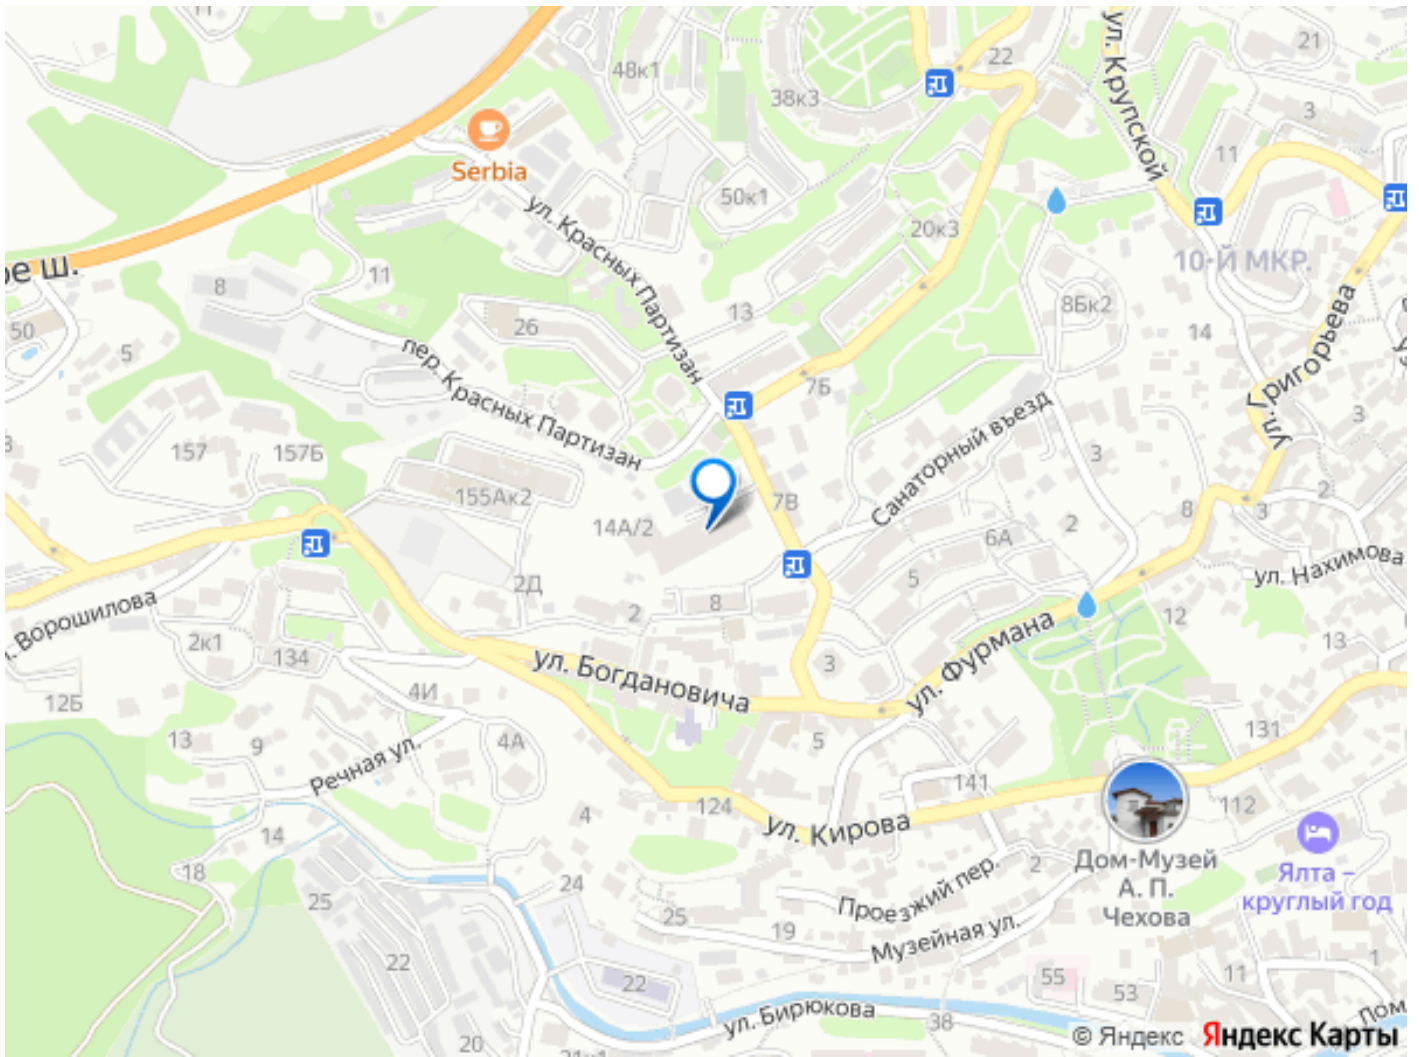 11
48к1
38к3
22
21
ул. Крупской
3
11
Serbia
50к1
20к3
ул. Красных Партизан
10-Й МКР.
ое ш.
11
8
13
8Бк2
26
14
50
5
пер. Красных Партизан
7Б
ул. Григорьева
3
Санаторный въезд
157
157Б
3
155Ак2
7В
8
3
2
14А/2
2
6А
ул. Нахимова
2Д
5
8
2
12
. Ворошилова
2к1
134
13
3
ул. Фурмана
ул. Богдановича
4И
12Б
13
9
4А
5
131
Речная ул.
141
124
112
4
ул. Кирова
14
2
Дом-Музей
А. П.
Чехова
Ялта –
круглый год
18
24
25
Проезжий пер.
25
19
Музейная ул.
22
22
55
53
11
1
ул. Бирюкова
38
Дом.
20
21к1
© Яндекс Яндекс Карты